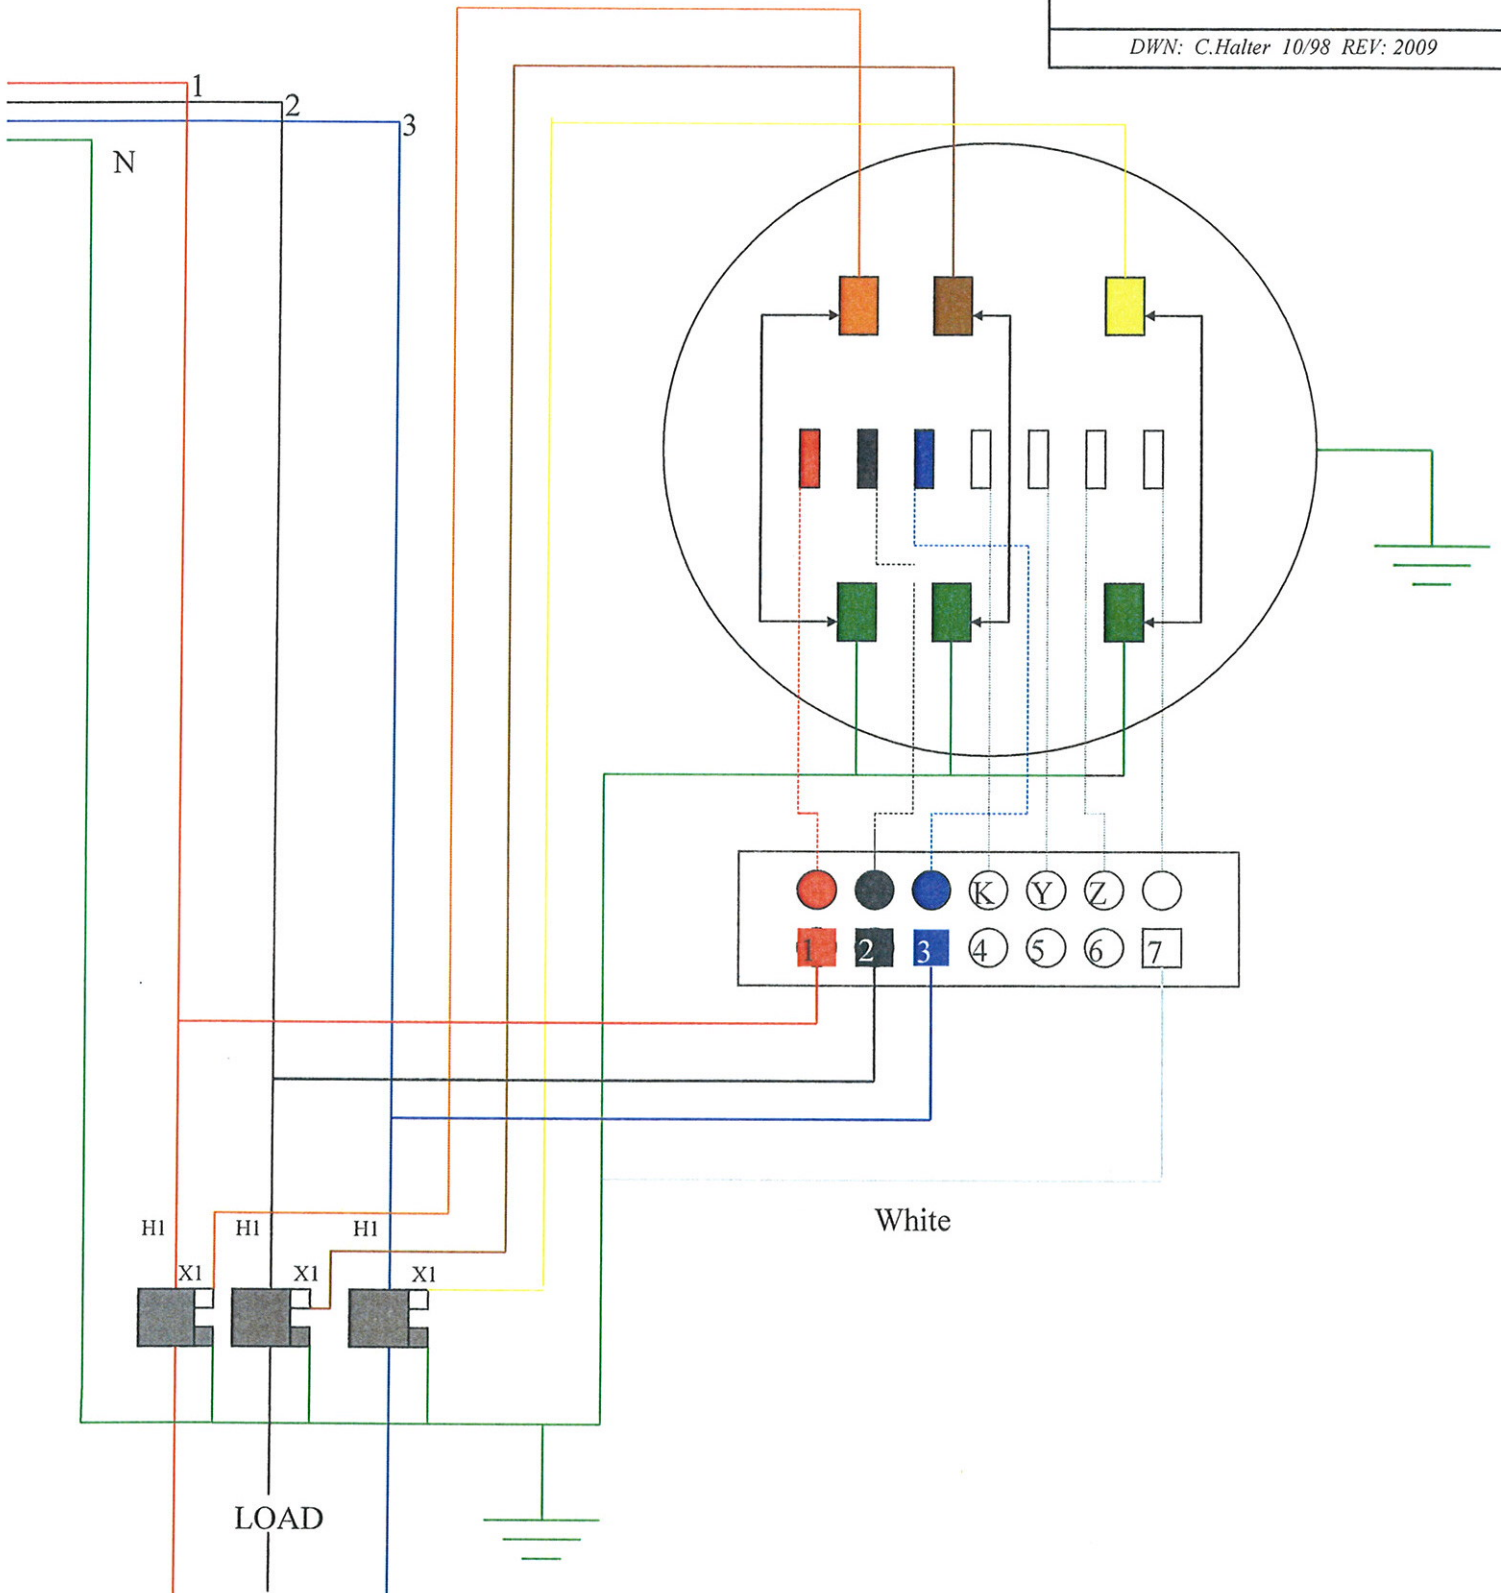 DWN: C.Halter 10/98 REV: 2009
1
2
3
N
K Y Z
1 2 3 4 5 6 7
White
H1 H1 H1
X1 X1 X1
LOAD